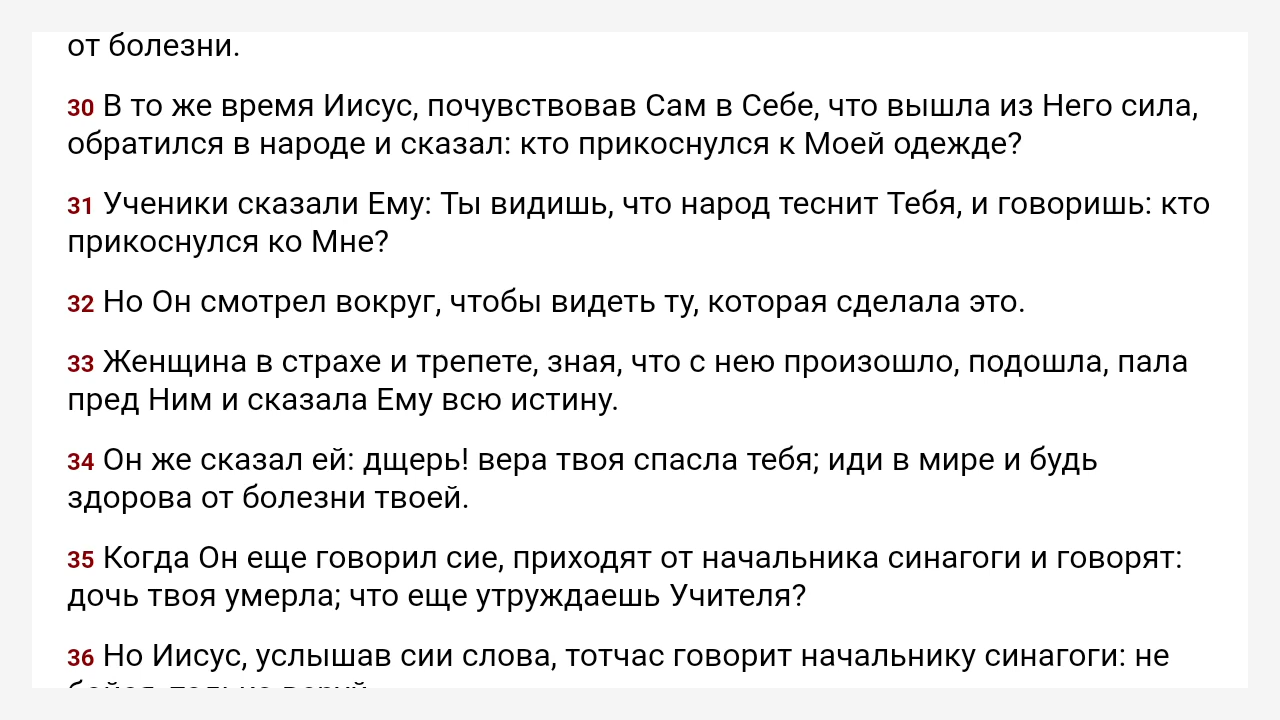 от болезни.
30 В то же время Иисус, почувствовав Сам в Себе, что вышла из Него сила,
обратился в народе и сказал: кто прикоснулся к Моей одежде?
31 Ученики сказали Ему: Ты видишь, что народ теснит Тебя, и говоришь: кто
прикоснулся ко Мне?
32 Но Он смотрел вокруг, чтобы видеть ту, которая сделала это.
33 Женщина в страхе и трепете, зная, что с нею произошло, подошла, пала
пред Ним и сказала Ему всю истину.
34 Он же сказал ей: дщерь! вера твоя спасла тебя; иди в мире и будь
здорова от болезни твоей.
35 Когда Он еще говорил сие, приходят от начальника синагоги и говорят:
дочь твоя умерла; что еще утруждаешь Учителя?
36 Но Иисус, услышав сии слова, тотчас говорит начальнику синагоги: не